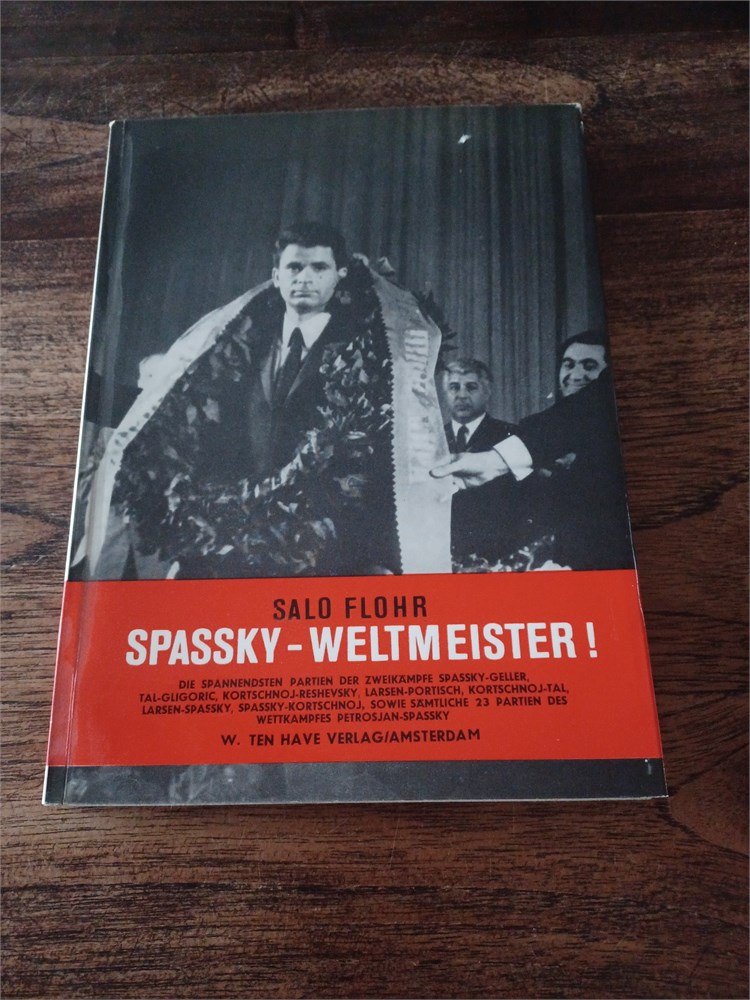 SALO FLOHR
SPASSKY – WELTMEISTER !
DIE SPANNENDSTEN PARTIEN DER ZWEIKÄMPFE SPASSKY-GELLER,
TAL-GLIGORIC, KORTSCHNOJ-RESHEVSKY, LARSEN-PORTISCH, KORTSCHNOJ-TAL,
LARSEN-SPASSKY, SPASSKY-KORTSCHNOJ, SOWIE SÄMTLICHE 23 PARTIEN DES
WETTKAMPFES PETROSJAN-SPASSKY
W. TEN HAVE VERLAG/AMSTERDAM